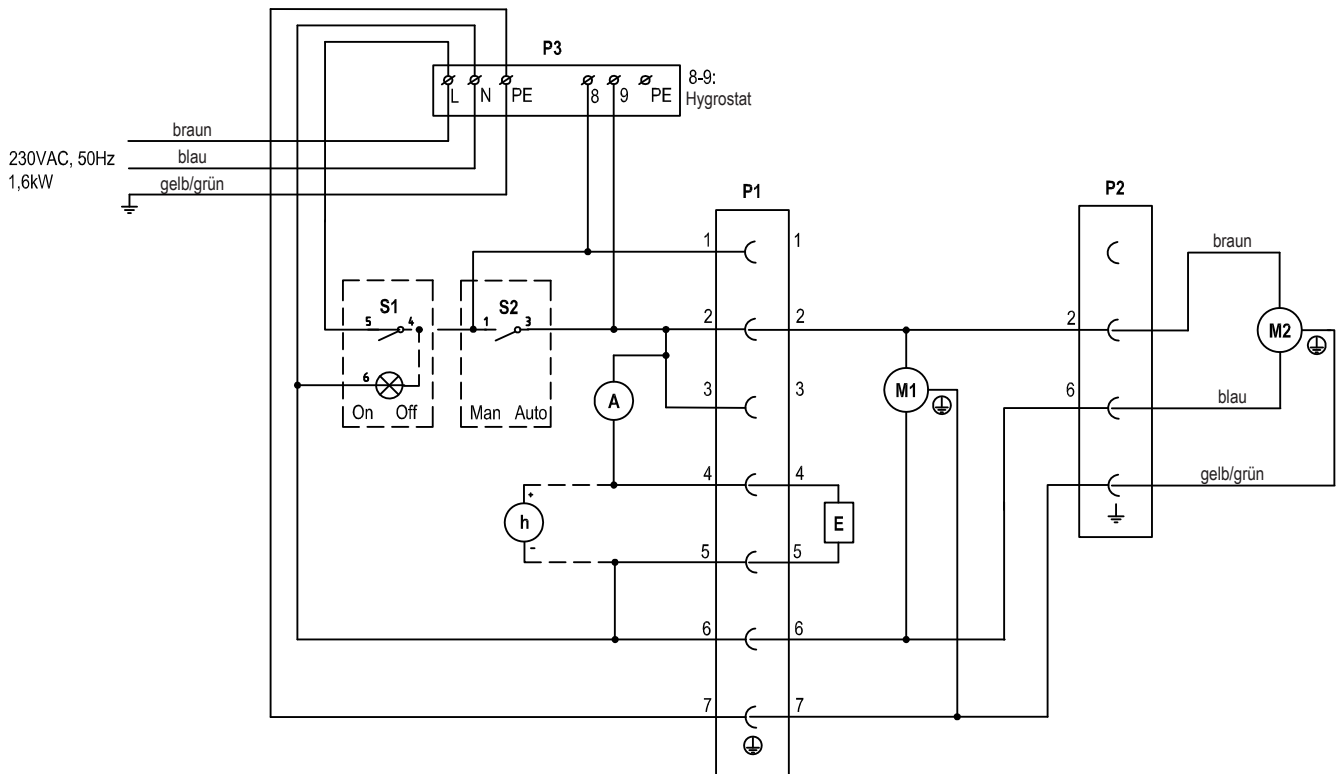 P3
L N PE 8 9 PE
8-9:
Hygrostat
braun
230VAC, 50Hz
blau
1,6kW
gelb/grün
P1
P2
1 1
braun
S1
S2
5 4
1 3
2 2
2
M2
6
3 3
M1
6
On Off
Man Auto
A
blau
4 4
gelb/grün
+
h
E
-
5 5
6 6
7 7